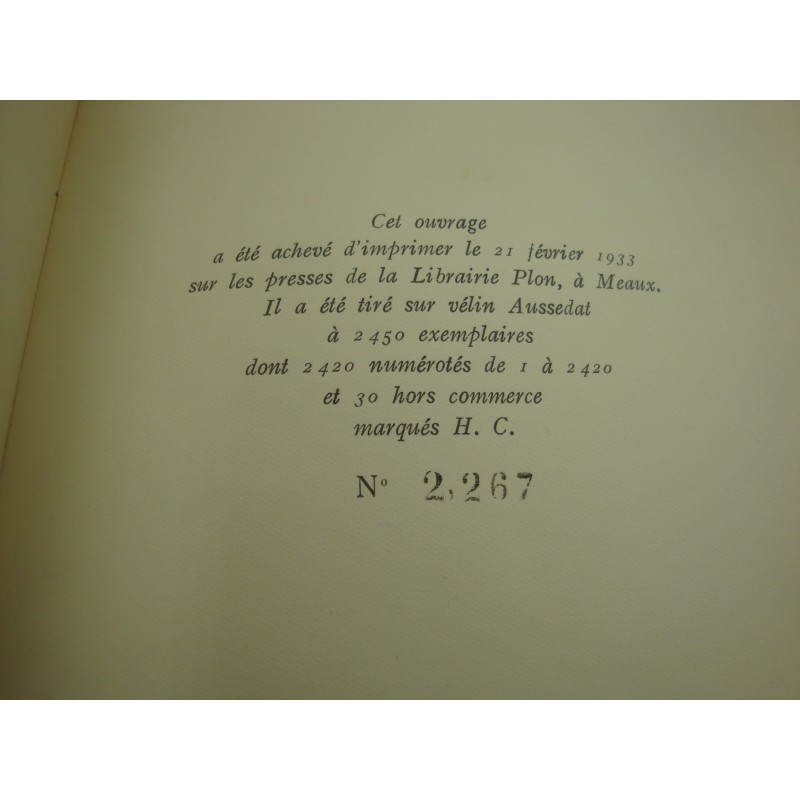 Cet ouvrage
a été achevé d'imprimer le 21 février 1933
sur les presses de la Librairie Plon, à Meaux.
Il a été tiré sur vélin Aussedat
à 2450 exemplaires
dont 2420 numérotés de 1 à 2420
et 30 hors commerce
marqués H. C.
Nº 2,267